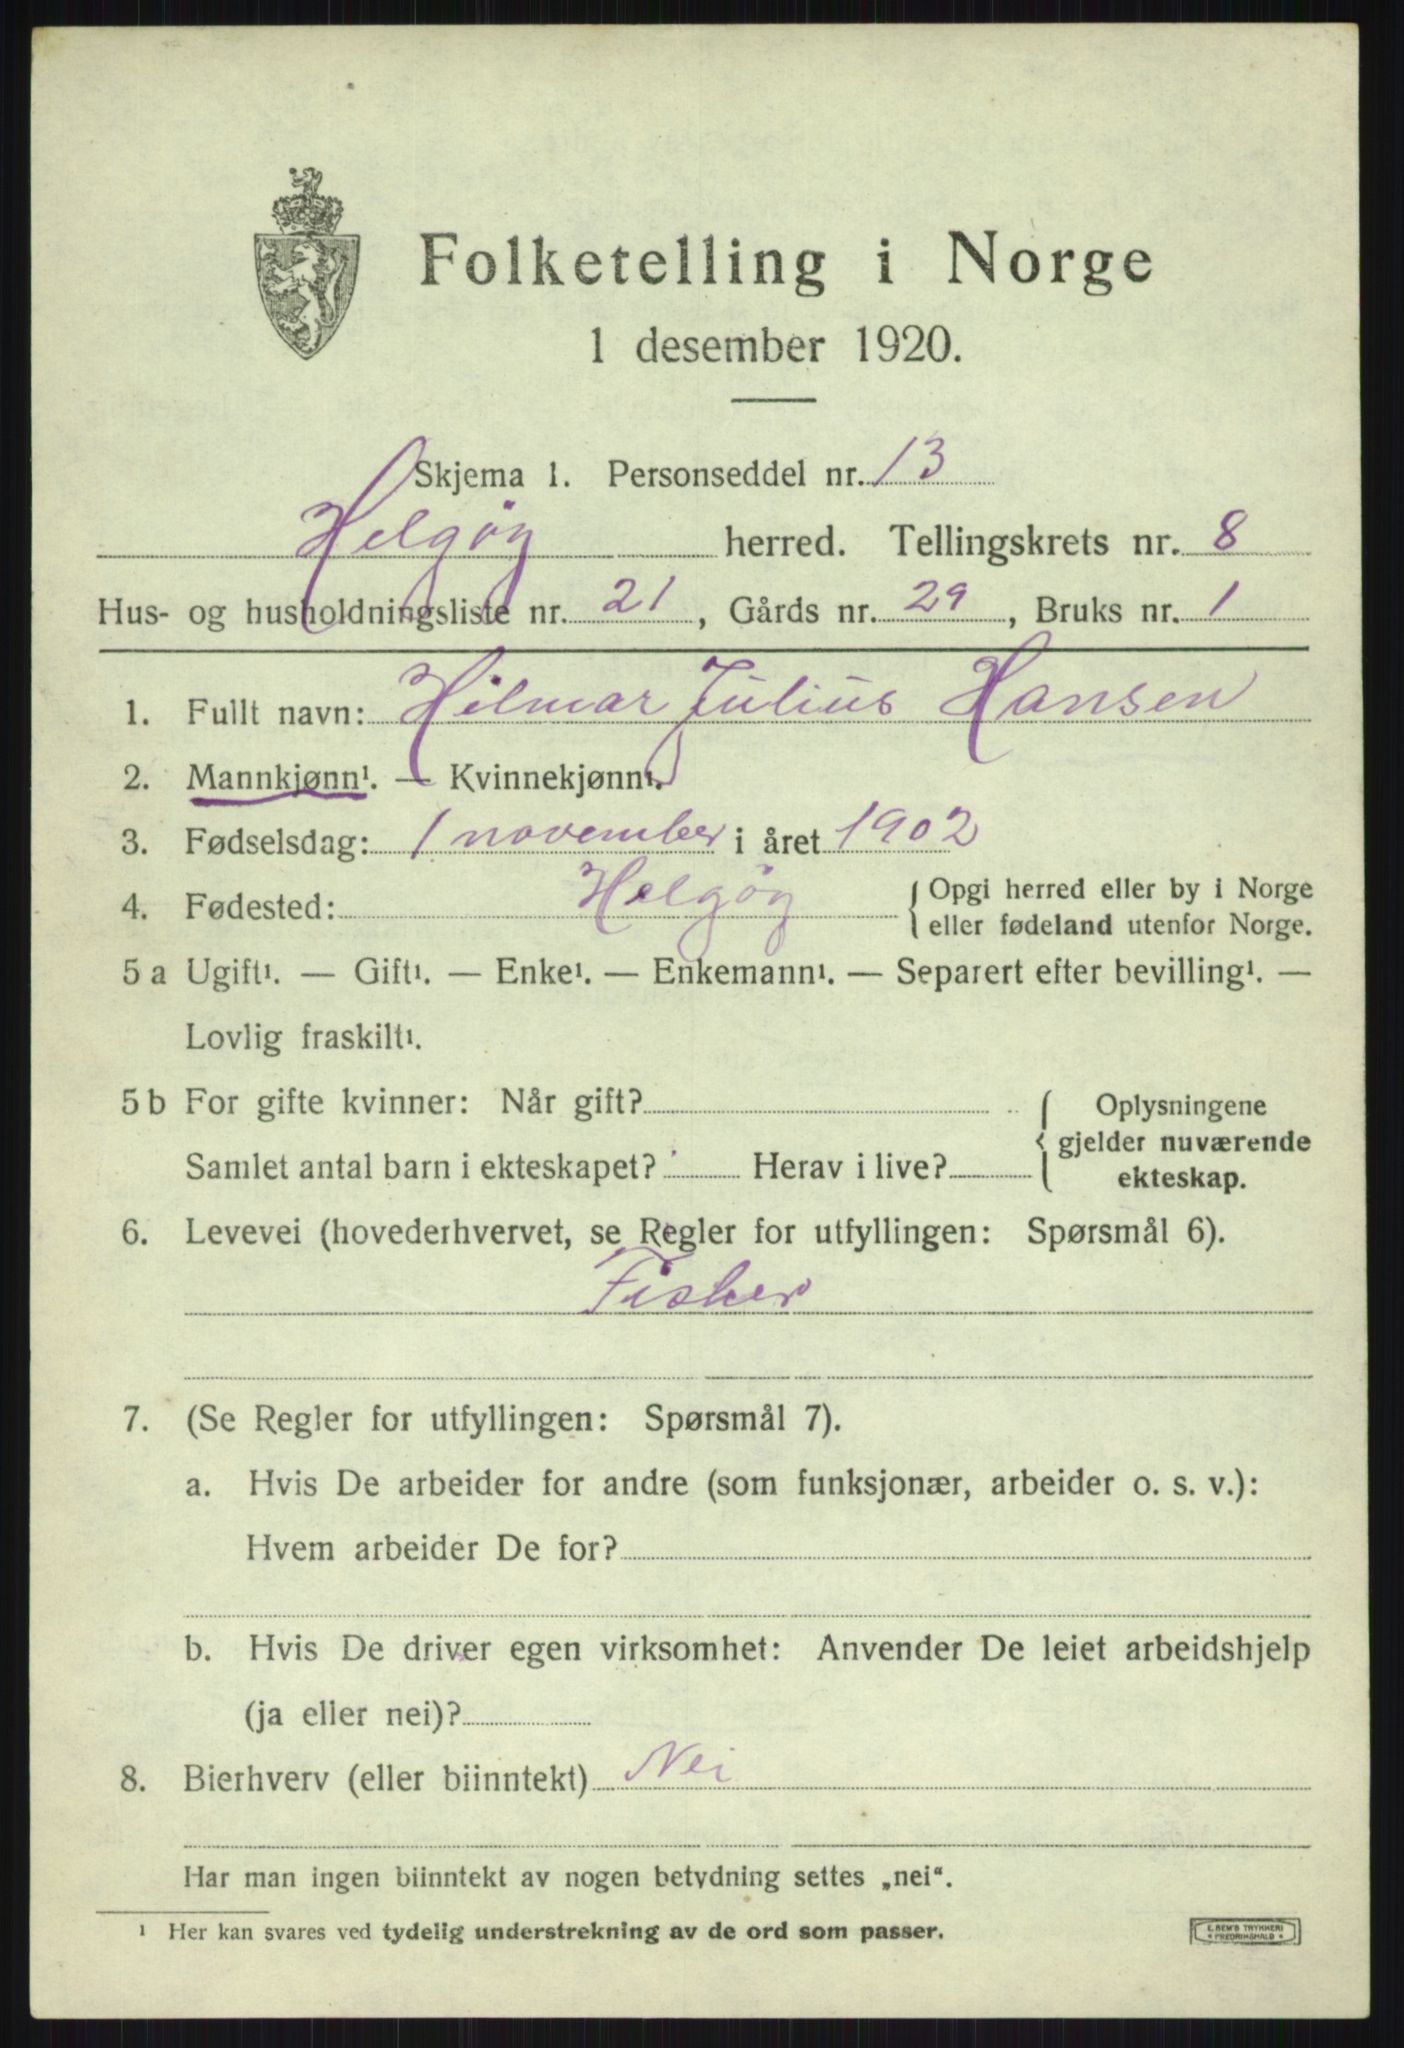 Folketelling i Norge
1 desember 1920.
Skjema 1. Personseddel nr. 13
Helgøy herred. Tellingskrets nr. 8
Hus- og husholdningsliste nr. 21, Gårds nr. 29, Bruks nr. 1
1. Fullt navn: Hilmar Julius Hansen
2. Mannkjønn¹. — Kvinnekjønn¹.
3. Fødselsdag: 1 november i året 1902
4. Fødested: Helgøy { Opgi herred eller by i Norge
eller fødeland utenfor Norge.
5 a Ugift¹. — Gift¹. — Enke¹. — Enkemann¹. — Separert efter bevilling¹. —
Lovlig fraskilt¹.
5 b For gifte kvinner: Når gift? { Oplysningene
gjelder nuværende
Samlet antal barn i ekteskapet? Herav i live? ekteskap.
6. Levevei (hovederhvervet, se Regler for utfyllingen: Spørsmål 6).
Fisker
7. (Se Regler for utfyllingen: Spørsmål 7).
a. Hvis De arbeider for andre (som funksjonær, arbeider o. s. v.):
Hvem arbeider De for?
b. Hvis De driver egen virksomhet: Anvender De leiet arbeidshjelp
(ja eller nei)?
8. Bierhverv (eller biinntekt) Nei
Har man ingen biinntekt av nogen betydning settes „nei“.
¹ Her kan svares ved tydelig understrekning av de ord som passer.
E. SEM'S TRYKKERI
* FREDRIKSHALD *